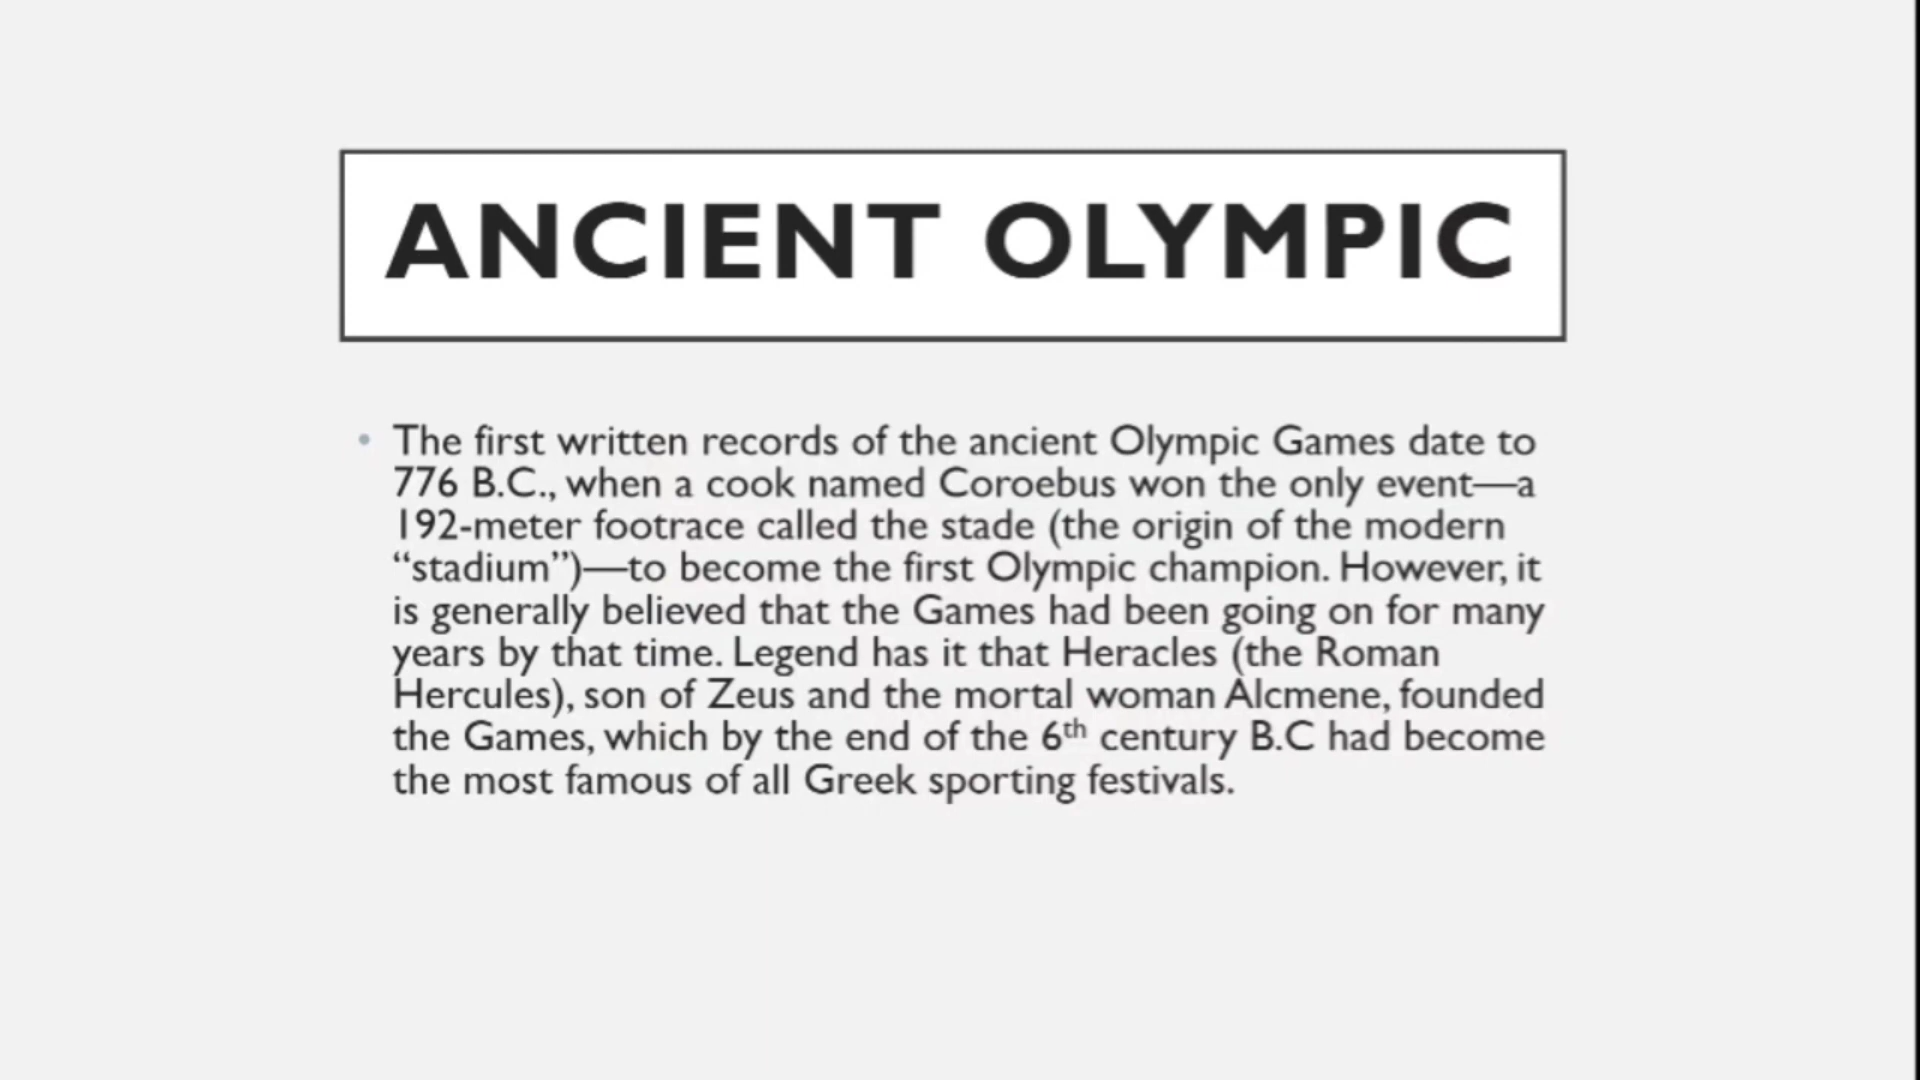 ANCIENT OLYMPIC
• The first written records of the ancient Olympic Games date to
776 B.C., when a cook named Coroebus won the only event—a
192-meter footrace called the stade (the origin of the modern
“stadium”)—to become the first Olympic champion. However, it
is generally believed that the Games had been going on for many
years by that time. Legend has it that Heracles (the Roman
Hercules), son of Zeus and the mortal woman Alcmene, founded
the Games, which by the end of the 6th century B.C had become
the most famous of all Greek sporting festivals.